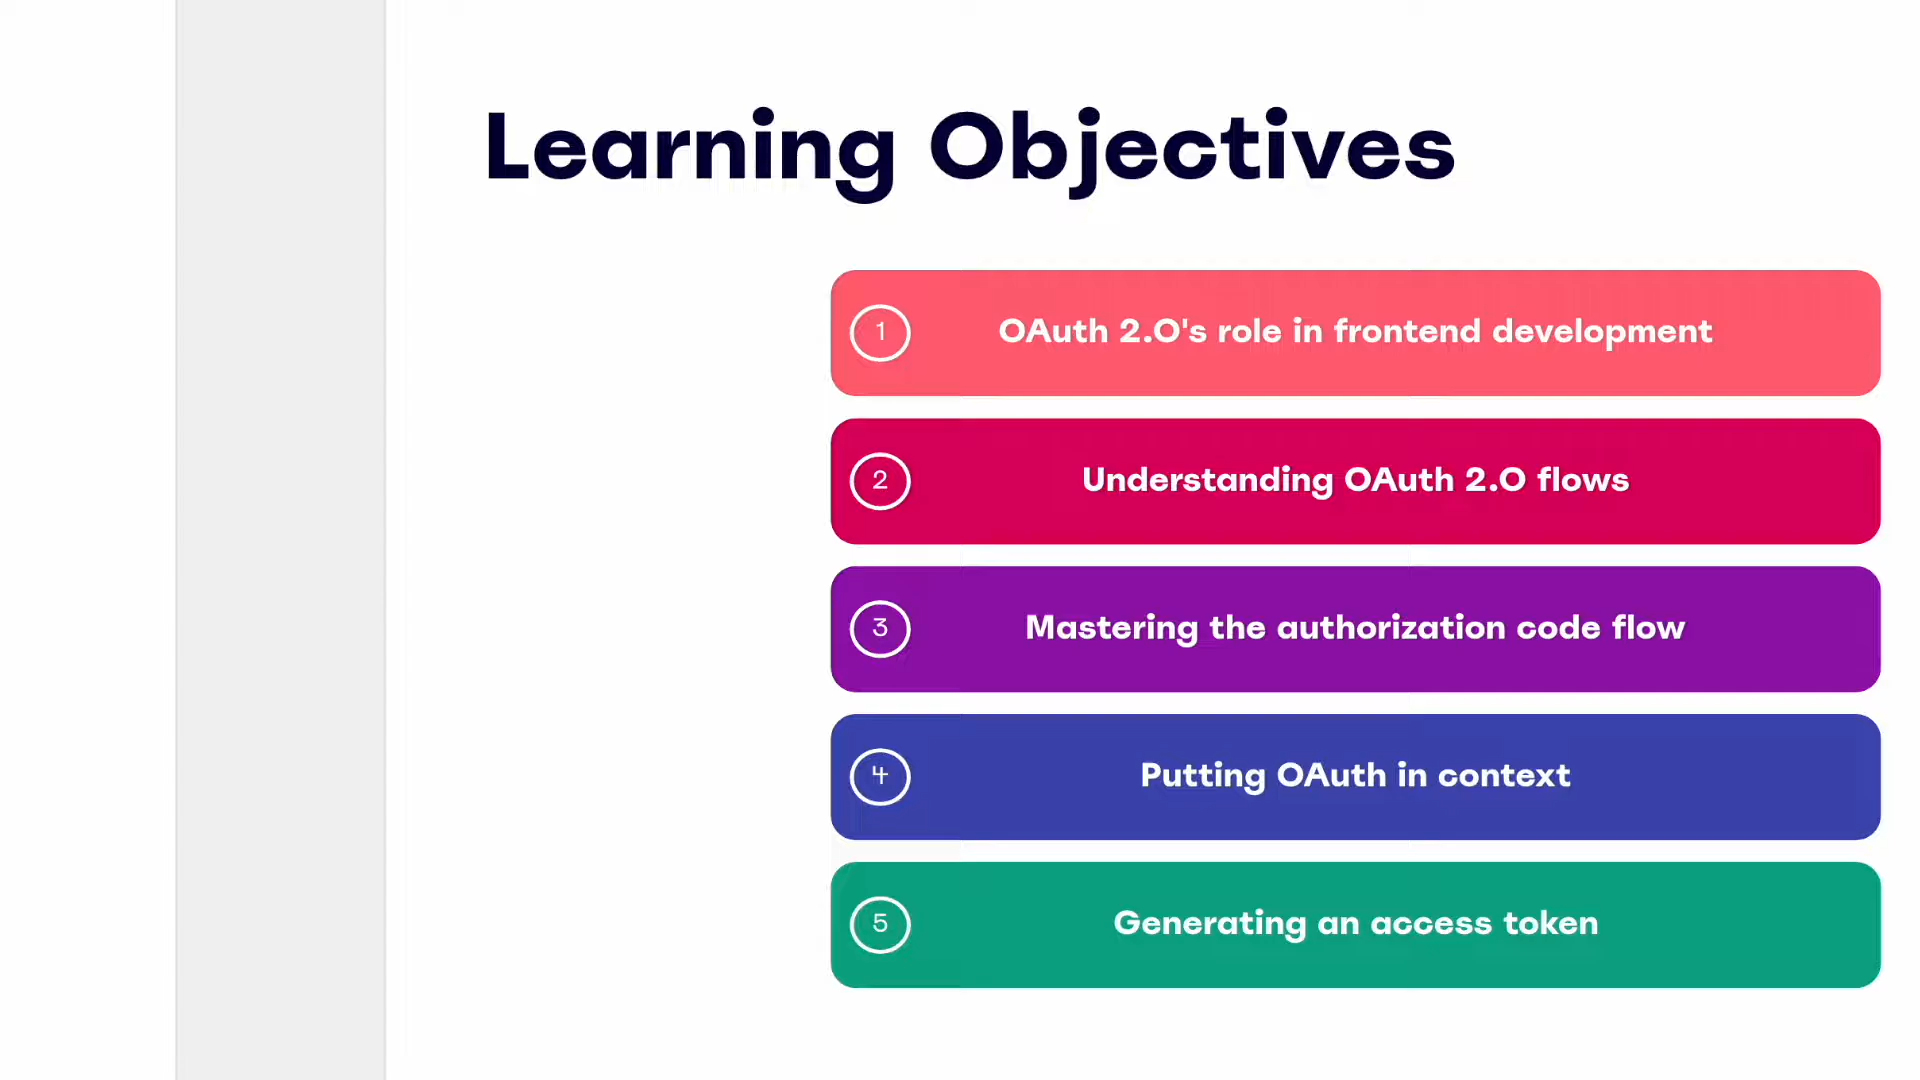 Learning Objectives
1 OAuth 2.0's role in frontend development
2 Understanding OAuth 2.0 flows
3 Mastering the authorization code flow
4 Putting OAuth in context
5 Generating an access token